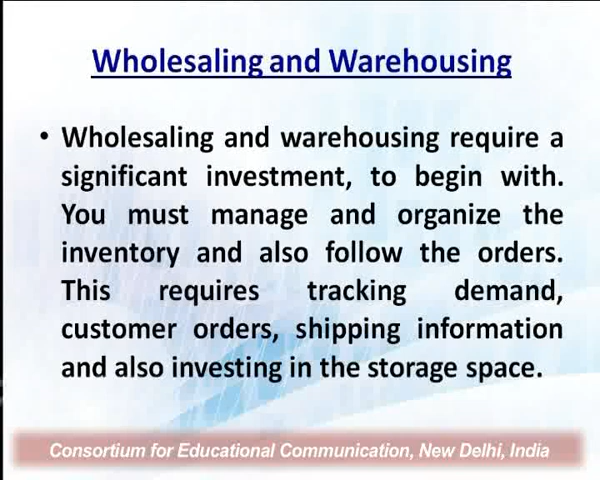 Wholesaling and Warehousing
• Wholesaling and warehousing require a
significant investment, to begin with.
You must manage and organize the
inventory and also follow the orders.
This requires tracking demand,
customer orders, shipping information
and also investing in the storage space.
Consortium for Educational Communication, New Delhi, India